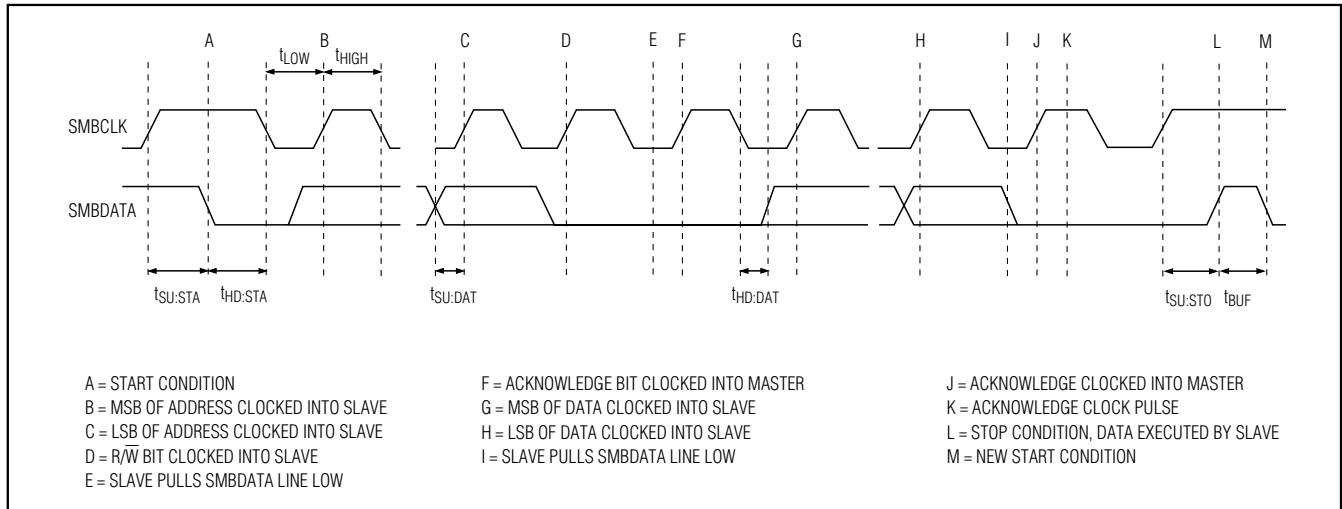 A B C D E F G H I J K L M
tLOW tHIGH
SMBCLK
SMBDATA
tSU:STA tHD:STA tSU:DAT tHD:DAT tSU:STO tBUF
A = START CONDITION
B = MSB OF ADDRESS CLOCKED INTO SLAVE
C = LSB OF ADDRESS CLOCKED INTO SLAVE
D = R/W̅ BIT CLOCKED INTO SLAVE
E = SLAVE PULLS SMBDATA LINE LOW
F = ACKNOWLEDGE BIT CLOCKED INTO MASTER
G = MSB OF DATA CLOCKED INTO SLAVE
H = LSB OF DATA CLOCKED INTO SLAVE
I = SLAVE PULLS SMBDATA LINE LOW
J = ACKNOWLEDGE CLOCKED INTO MASTER
K = ACKNOWLEDGE CLOCK PULSE
L = STOP CONDITION, DATA EXECUTED BY SLAVE
M = NEW START CONDITION